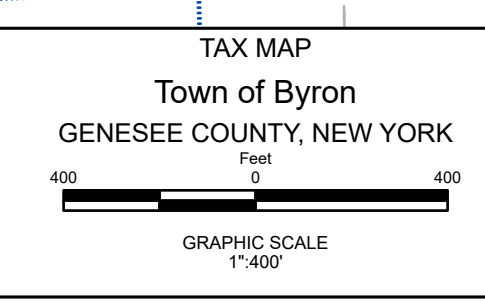 TAX MAP
Town of Byron
GENESEE COUNTY, NEW YORK
Feet
400 0 400
GRAPHIC SCALE
1":400'